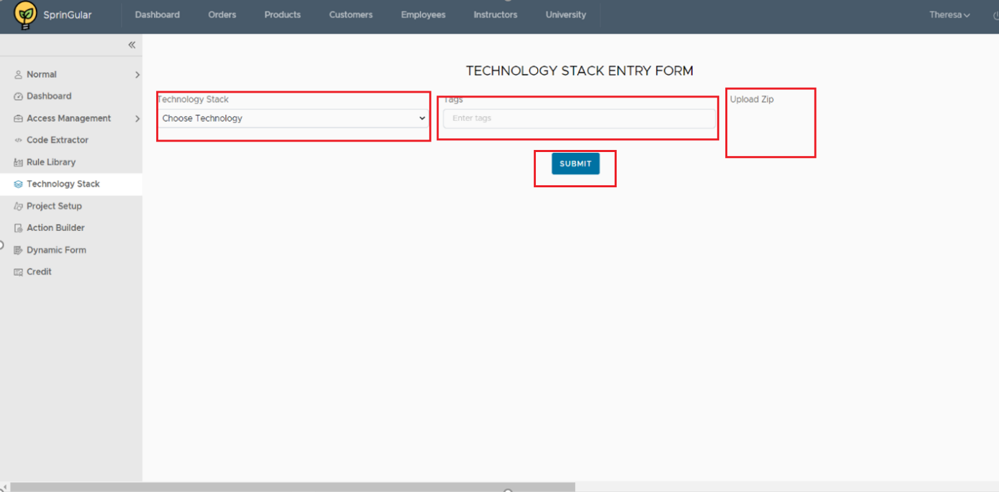 SprinGular
Dashboard Orders Products Customers Employees Instructors University
Theresa
Normal
Dashboard
Access Management
Code Extractor
Rule Library
Technology Stack
Project Setup
Action Builder
Dynamic Form
Credit
TECHNOLOGY STACK ENTRY FORM
Technology Stack
Choose Technology
Tags
Enter tags
Upload Zip
SUBMIT